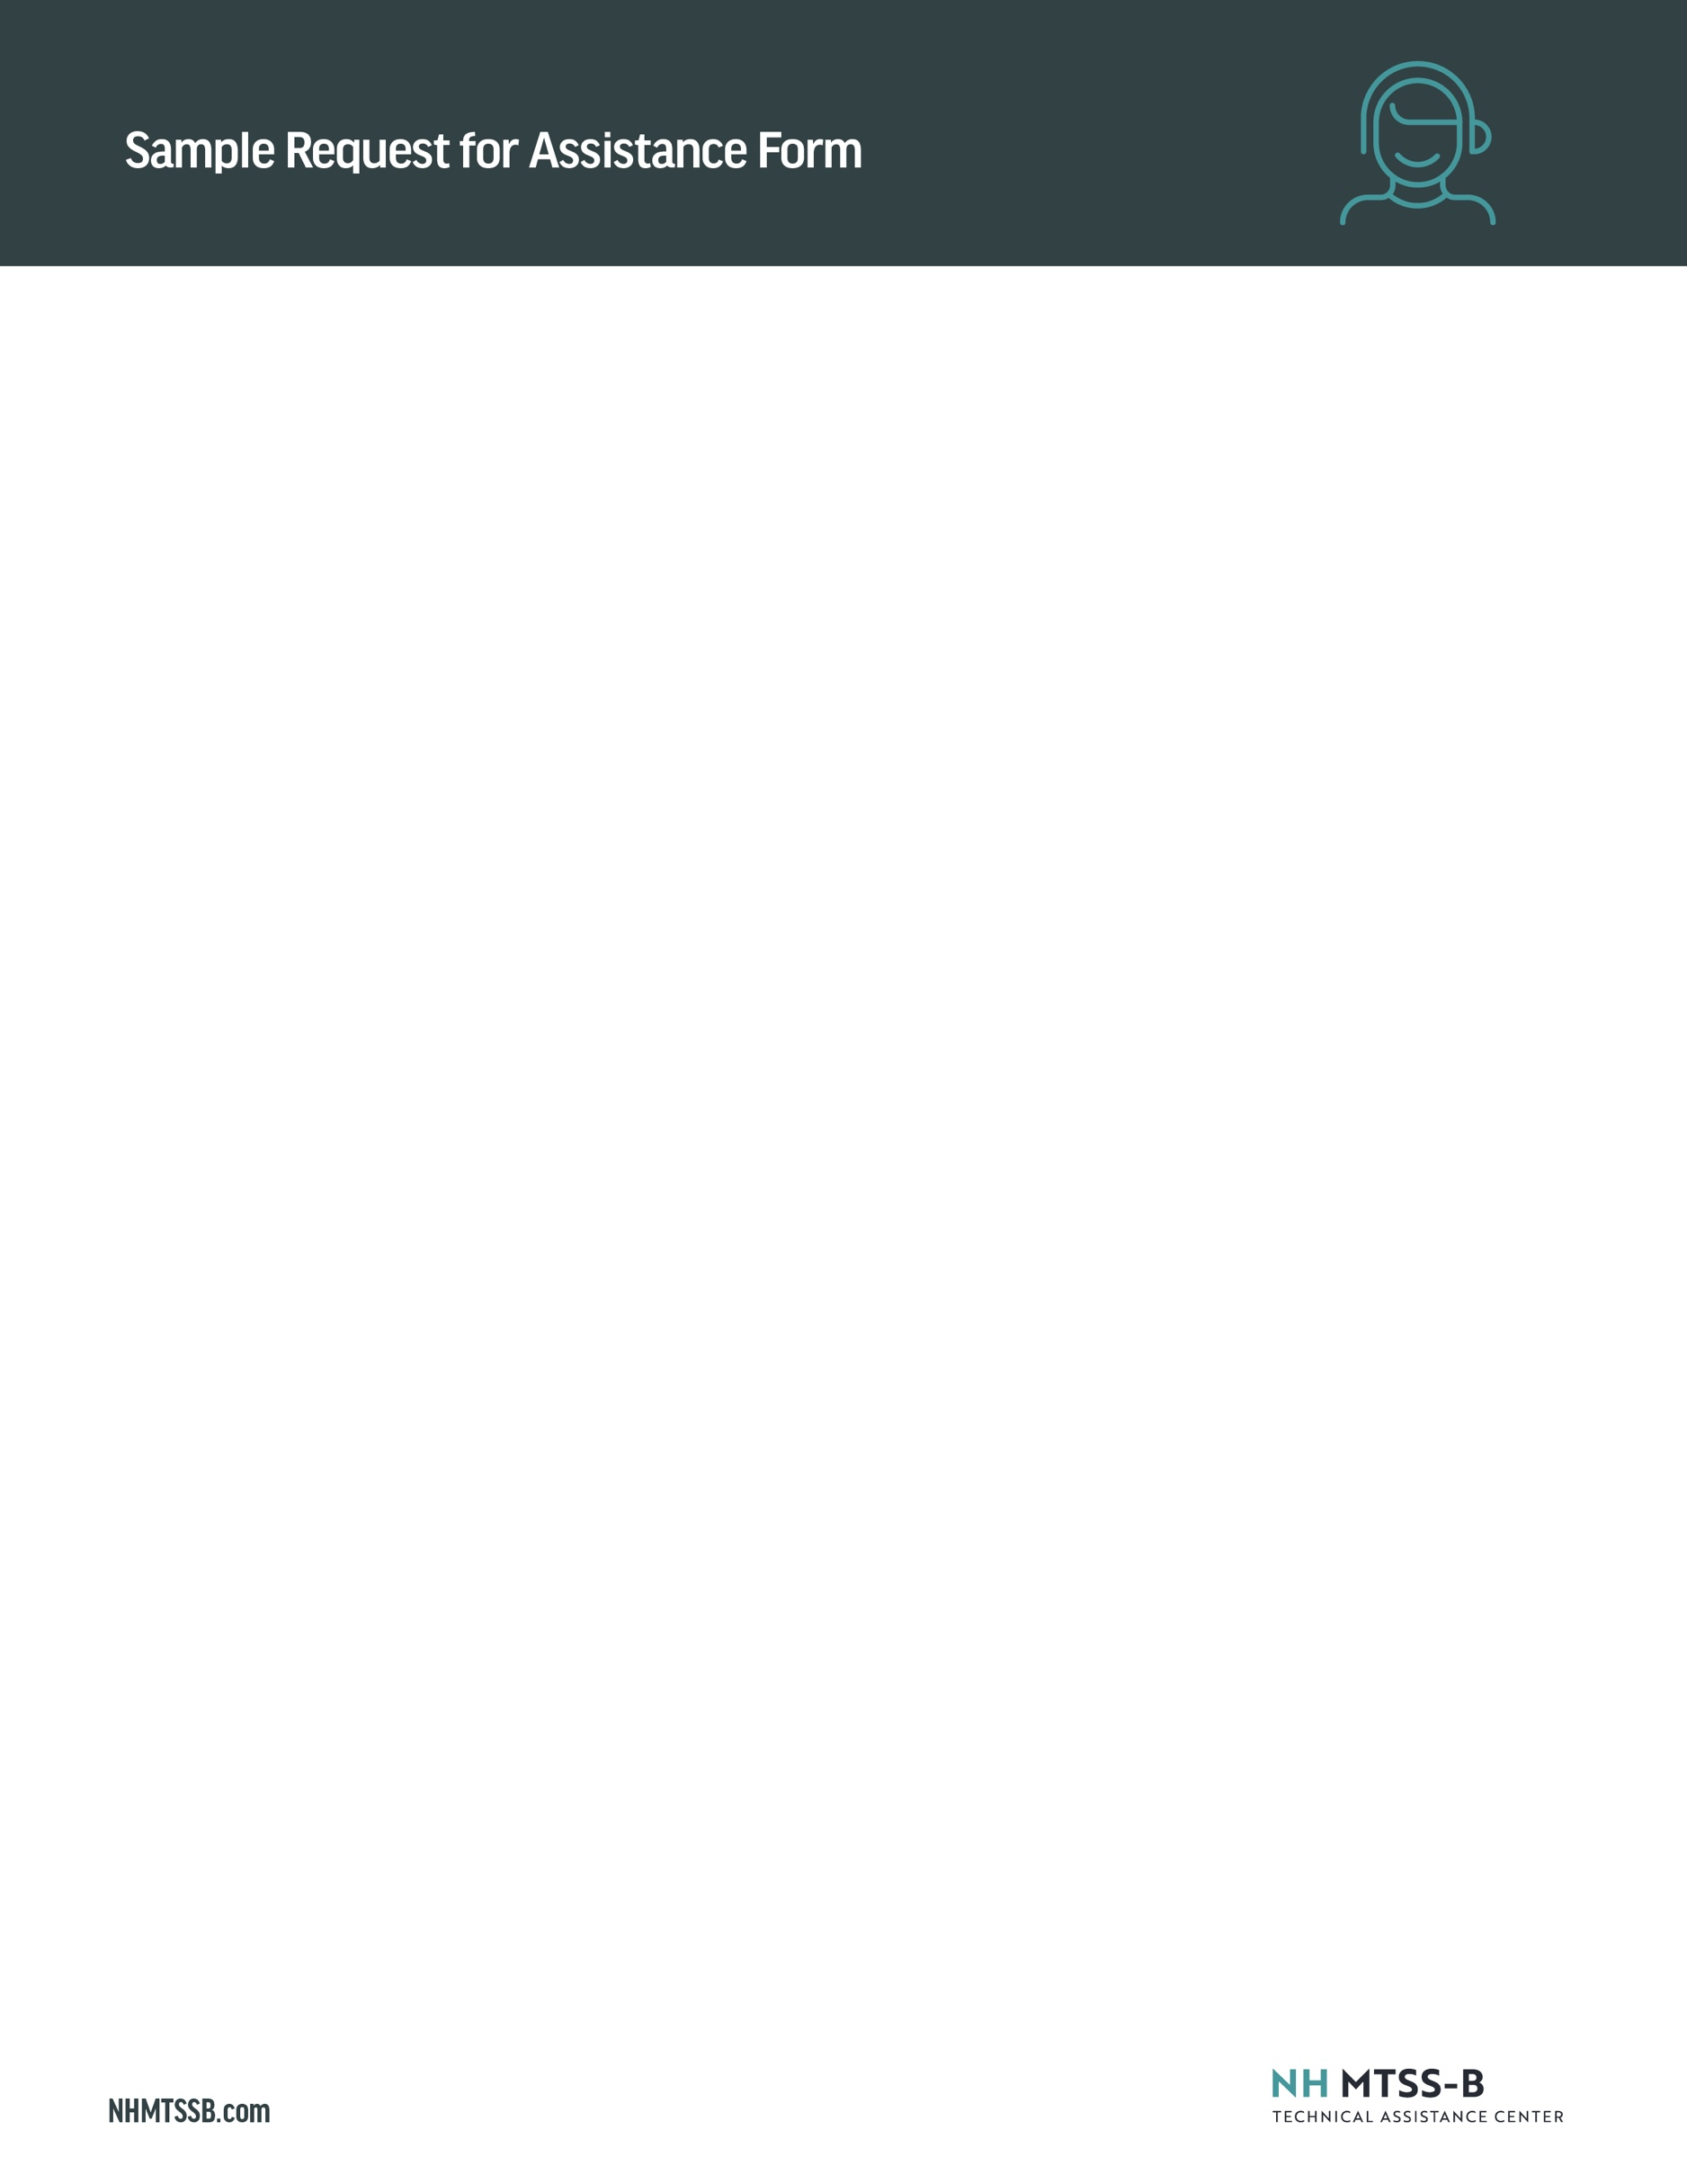 Sample Request for Assistance Form
NHMTSSB.com
NH MTSS-B
TECHNICAL ASSISTANCE CENTER